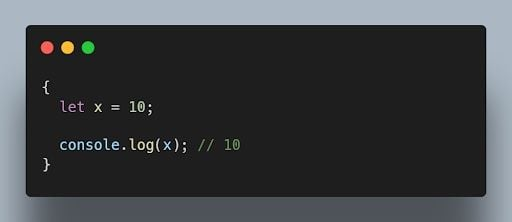 {
  let x = 10;

  console.log(x); // 10
}